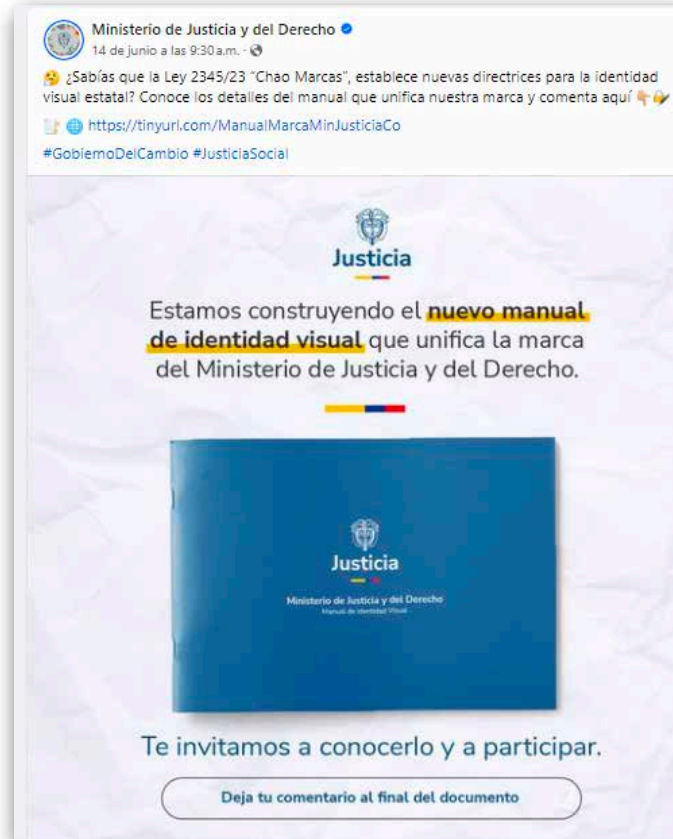 Ministerio de Justicia y del Derecho
14 de junio a las 9:30 a.m. ·
🤔 ¿Sabías que la Ley 2345/23 "Chao Marcas", establece nuevas directrices para la identidad
visual estatal? Conoce los detalles del manual que unifica nuestra marca y comenta aquí
https://tinyurl.com/ManualMarcaMinJusticiaCo
#GobiernoDelCambio #JusticiaSocial
Justicia
Estamos construyendo el nuevo manual
de identidad visual que unifica la marca
del Ministerio de Justicia y del Derecho.
Justicia
Ministerio de Justicia y del Derecho
Manual de Identidad Visual
Te invitamos a conocerlo y a participar.
Deja tu comentario al final del documento